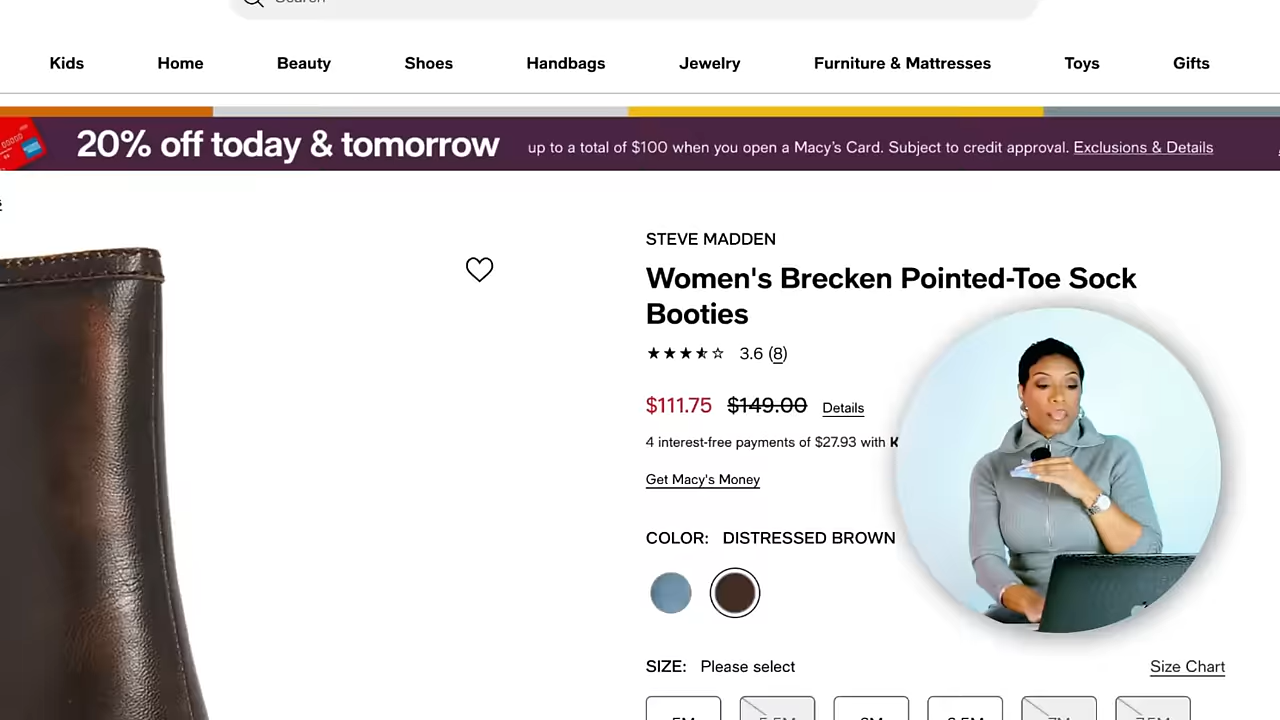 Search
Kids Home Beauty Shoes Handbags Jewelry Furniture & Mattresses Toys Gifts
20% off today & tomorrow up to a total of $100 when you open a Macy's Card. Subject to credit approval. Exclusions & Details
STEVE MADDEN
Women's Brecken Pointed-Toe Sock
Booties
3.6 (8)
$111.75 $149.00 Details
4 interest-free payments of $27.93 with K
Get Macy's Money
COLOR: DISTRESSED BROWN
SIZE: Please select Size Chart